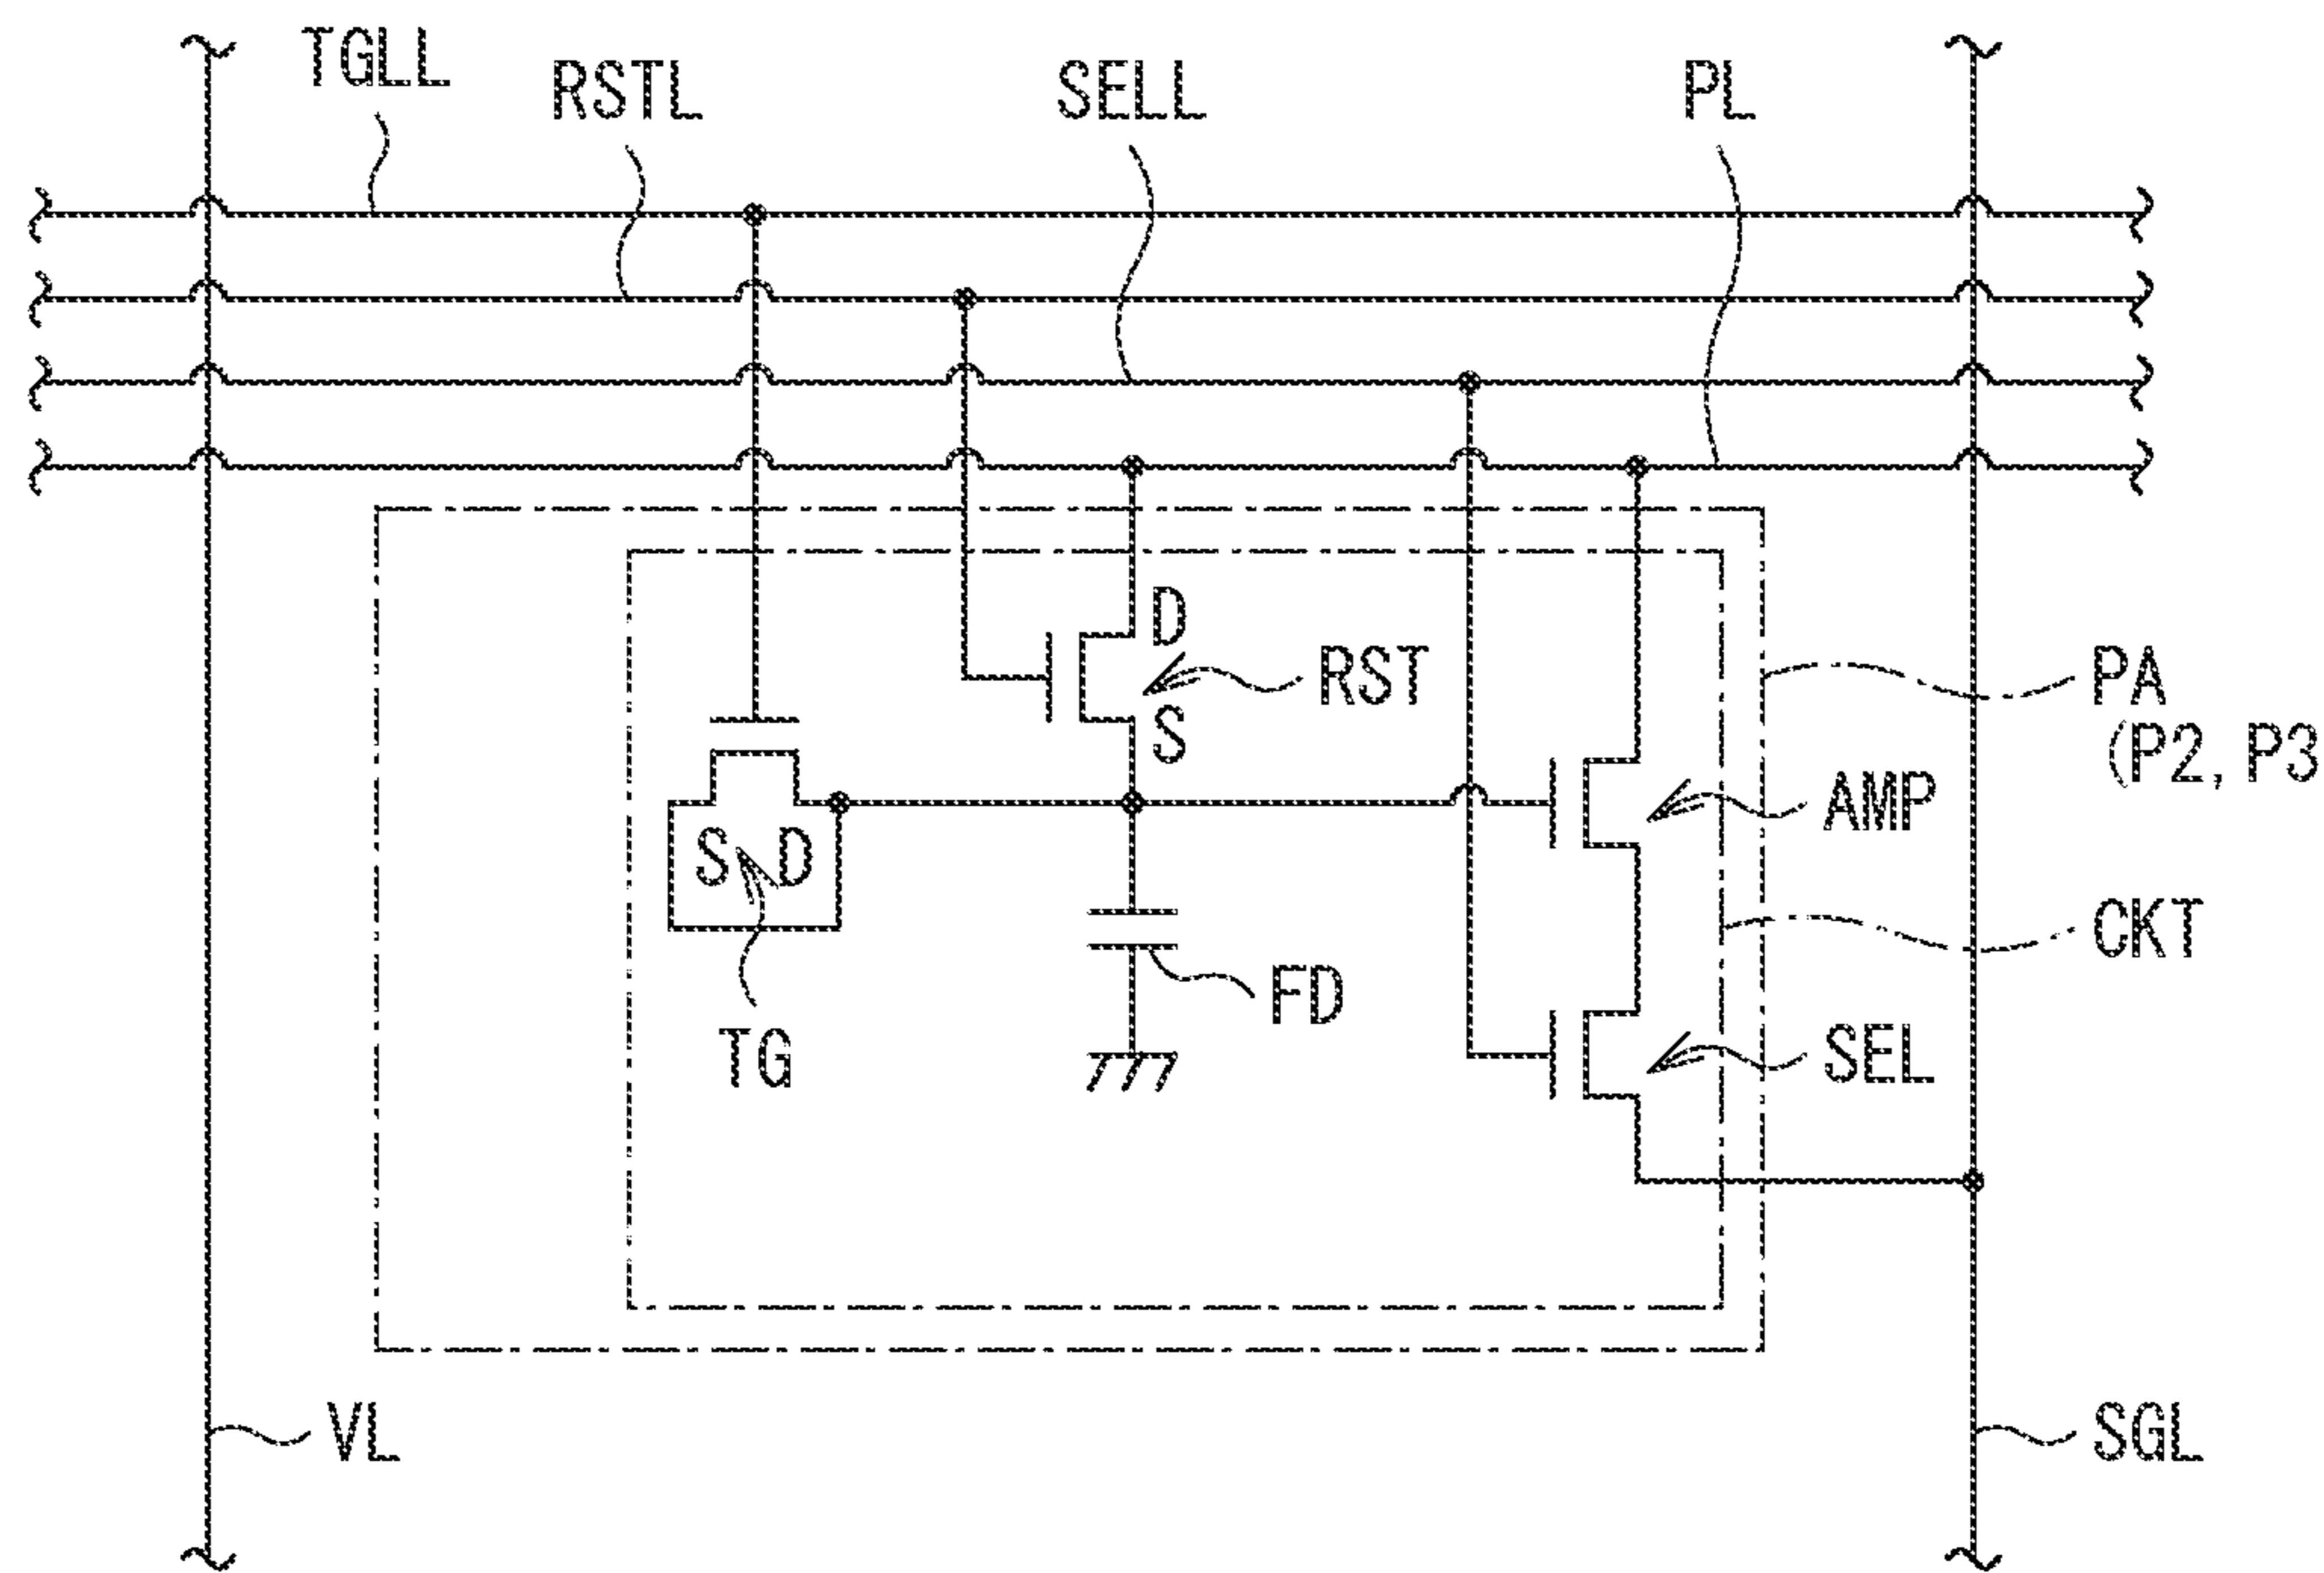 TGLL
RSTL
SELL
PL
D
RST
S
PA
(P2, P3
AMP
S D
CKT
FD
TG
SEL
VL
SGL